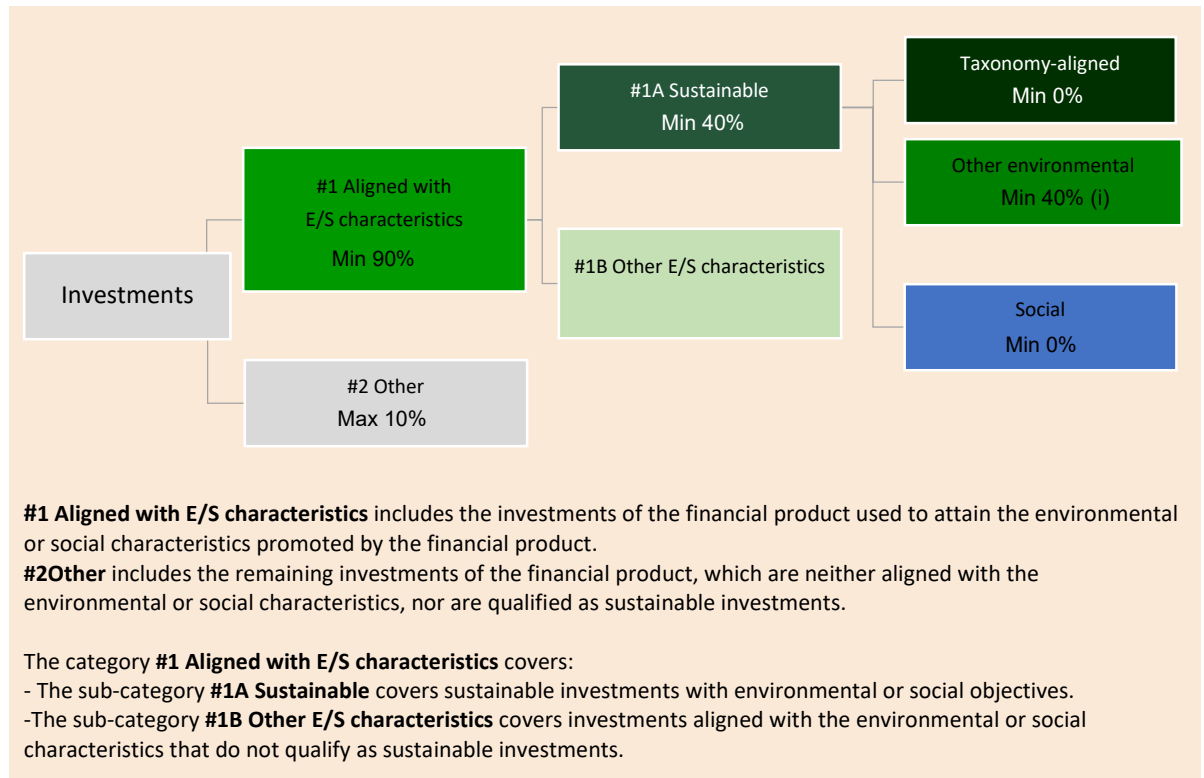 Taxonomy-aligned
Min 0%
#1A Sustainable
Min 40%
Other environmental
Min 40% (i)
#1 Aligned with
E/S characteristics
Min 90%
#1B Other E/S characteristics
Investments
Social
Min 0%
#2 Other
Max 10%
#1 Aligned with E/S characteristics includes the investments of the financial product used to attain the environmental
or social characteristics promoted by the financial product.
#2Other includes the remaining investments of the financial product, which are neither aligned with the
environmental or social characteristics, nor are qualified as sustainable investments.
The category #1 Aligned with E/S characteristics covers:
- The sub-category #1A Sustainable covers sustainable investments with environmental or social objectives.
-The sub-category #1B Other E/S characteristics covers investments aligned with the environmental or social
characteristics that do not qualify as sustainable investments.